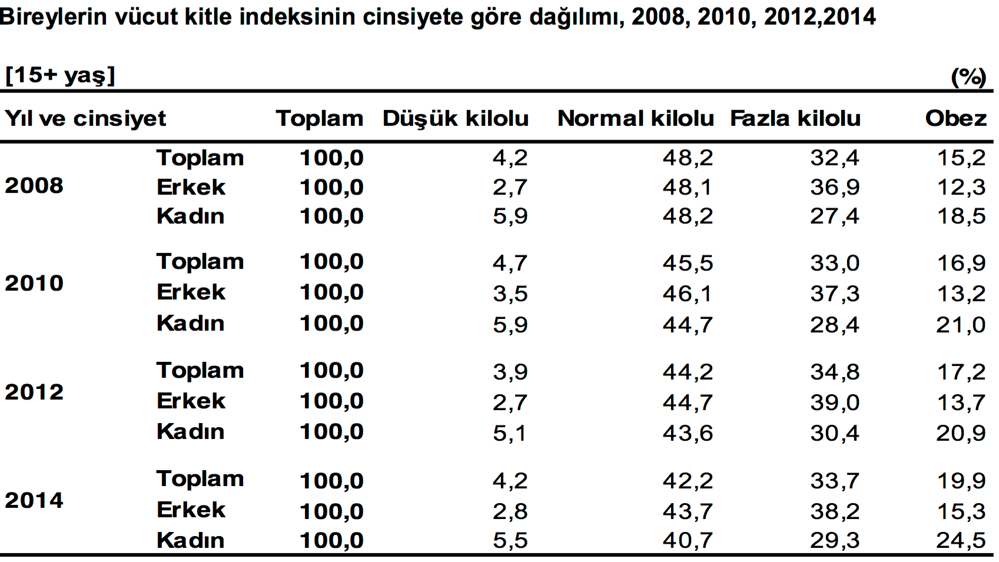 Bireylerin vücut kitle indeksinin cinsiyete göre dağılımı, 2008, 2010, 2012,2014
[15+ yaş] (%)
Yıl ve cinsiyet Toplam Düşük kilolu Normal kilolu Fazla kilolu Obez
Toplam 100,0 4,2 48,2 32,4 15,2
2008 Erkek 100,0 2,7 48,1 36,9 12,3
Kadın 100,0 5,9 48,2 27,4 18,5
Toplam 100,0 4,7 45,5 33,0 16,9
2010 Erkek 100,0 3,5 46,1 37,3 13,2
Kadın 100,0 5,9 44,7 28,4 21,0
Toplam 100,0 3,9 44,2 34,8 17,2
2012 Erkek 100,0 2,7 44,7 39,0 13,7
Kadın 100,0 5,1 43,6 30,4 20,9
Toplam 100,0 4,2 42,2 33,7 19,9
2014 Erkek 100,0 2,8 43,7 38,2 15,3
Kadın 100,0 5,5 40,7 29,3 24,5